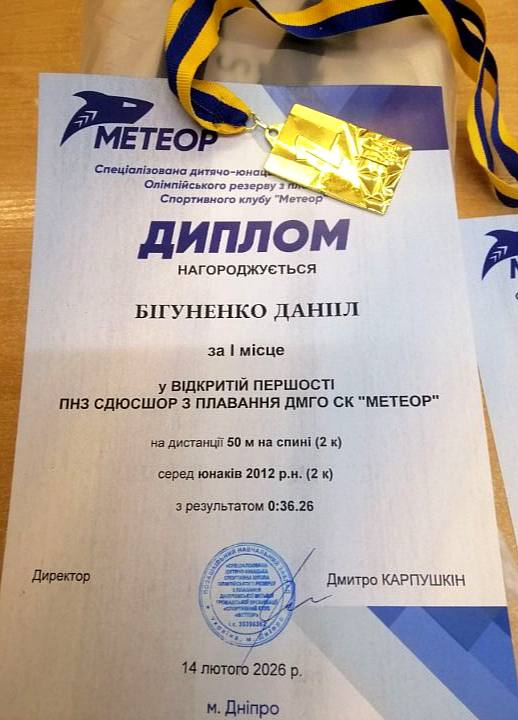 МЕТЕОР
Спеціалізована дитячо-юнац
Олімпійського резерву з
Спортивного клубу "Метеор
ДИПЛОМ
НАГОРОДЖУЄТЬСЯ
БІГУНЕНКО ДАНІІЛ
за І місце
у ВІДКРИТІЙ ПЕРШОСТІ
ПНЗ СДЮСШОР З ПЛАВАННЯ ДМГО СК "МЕТЕОР"
на дистанції 50 м на спині (2 к)
серед юнаків 2012 р.н. (2 к)
з результатом 0:36.26
Директор
Дмитро КАРПУШКІН
14 лютого 2026 р.
м. Дніпро